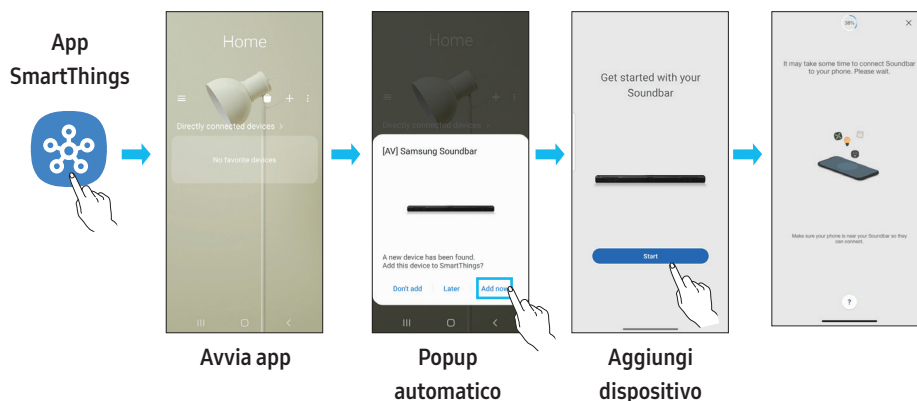 App
SmartThings
Home
Directly connected devices >
No favorite devices
Avvia app
Home
Directly connected devices >
[AV] Samsung Soundbar
A new device has been found.
Add this device to SmartThings?
Don't add Later Add now
Popup
automatico
Get started with your
Soundbar
Start
Aggiungi
dispositivo
38%
It may take some time to connect Soundbar
to your phone. Please wait.
Make sure your phone is near your Soundbar so they
can connect.
?